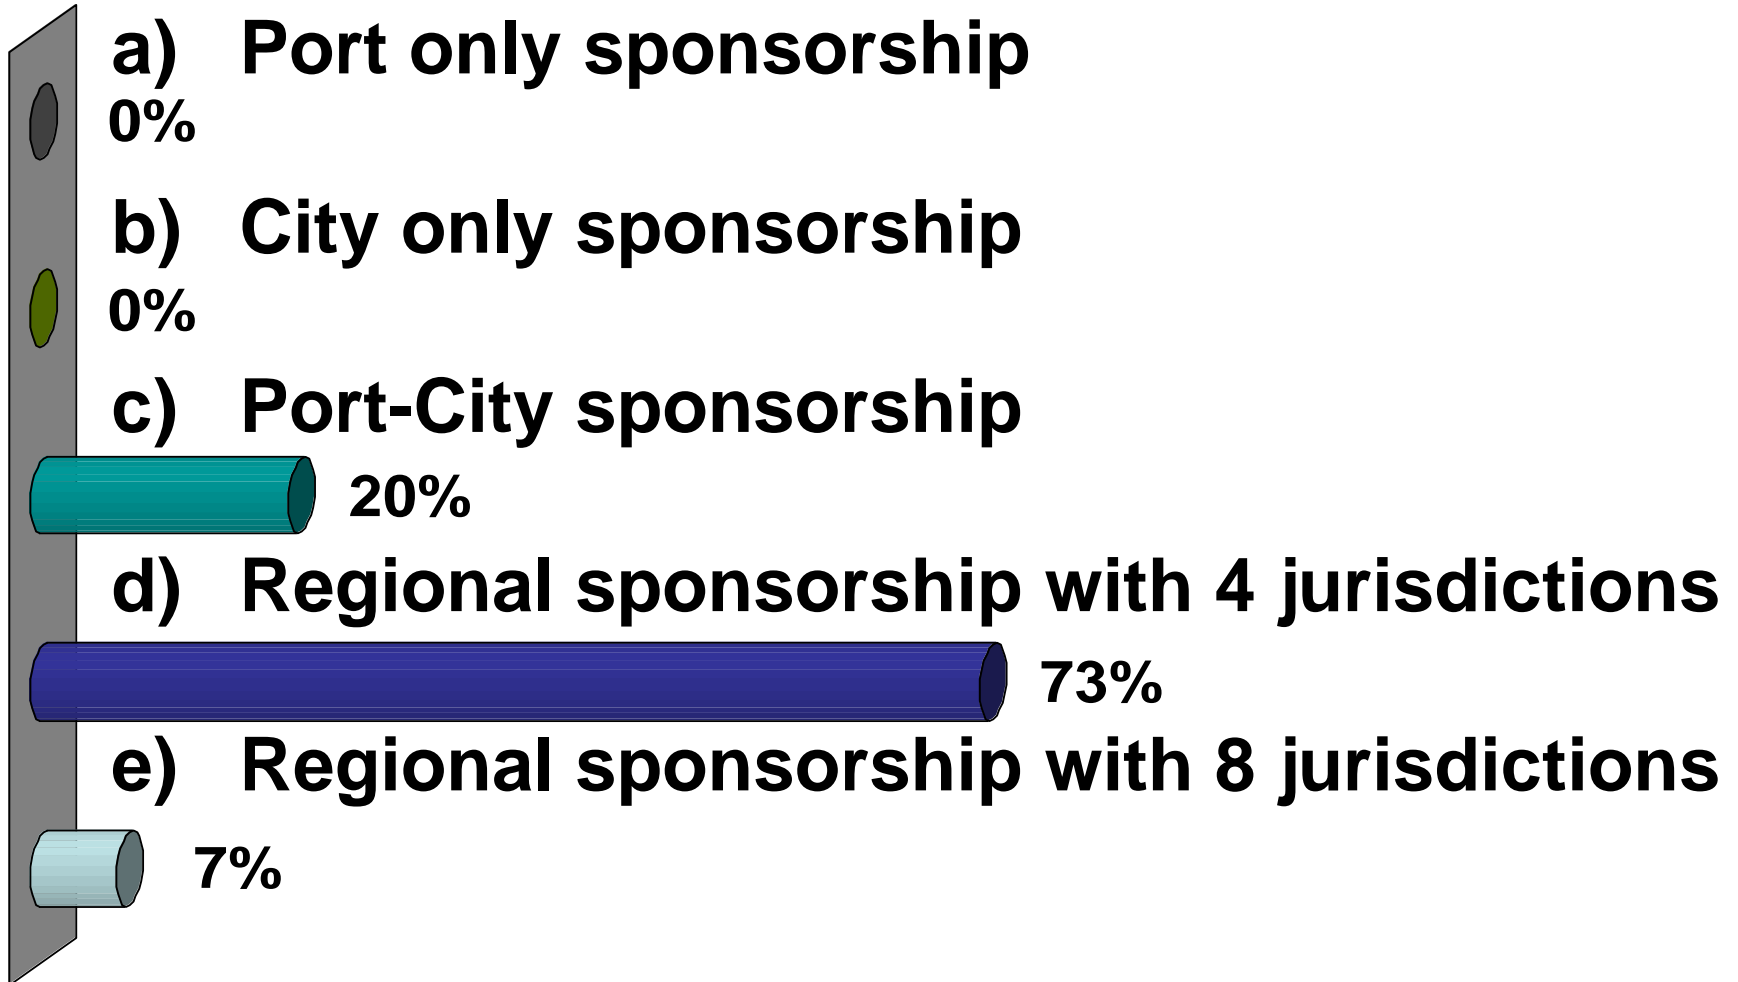 a) Port only sponsorship
0%
b) City only sponsorship
0%
c) Port-City sponsorship
20%
d) Regional sponsorship with 4 jurisdictions
73%
e) Regional sponsorship with 8 jurisdictions
7%